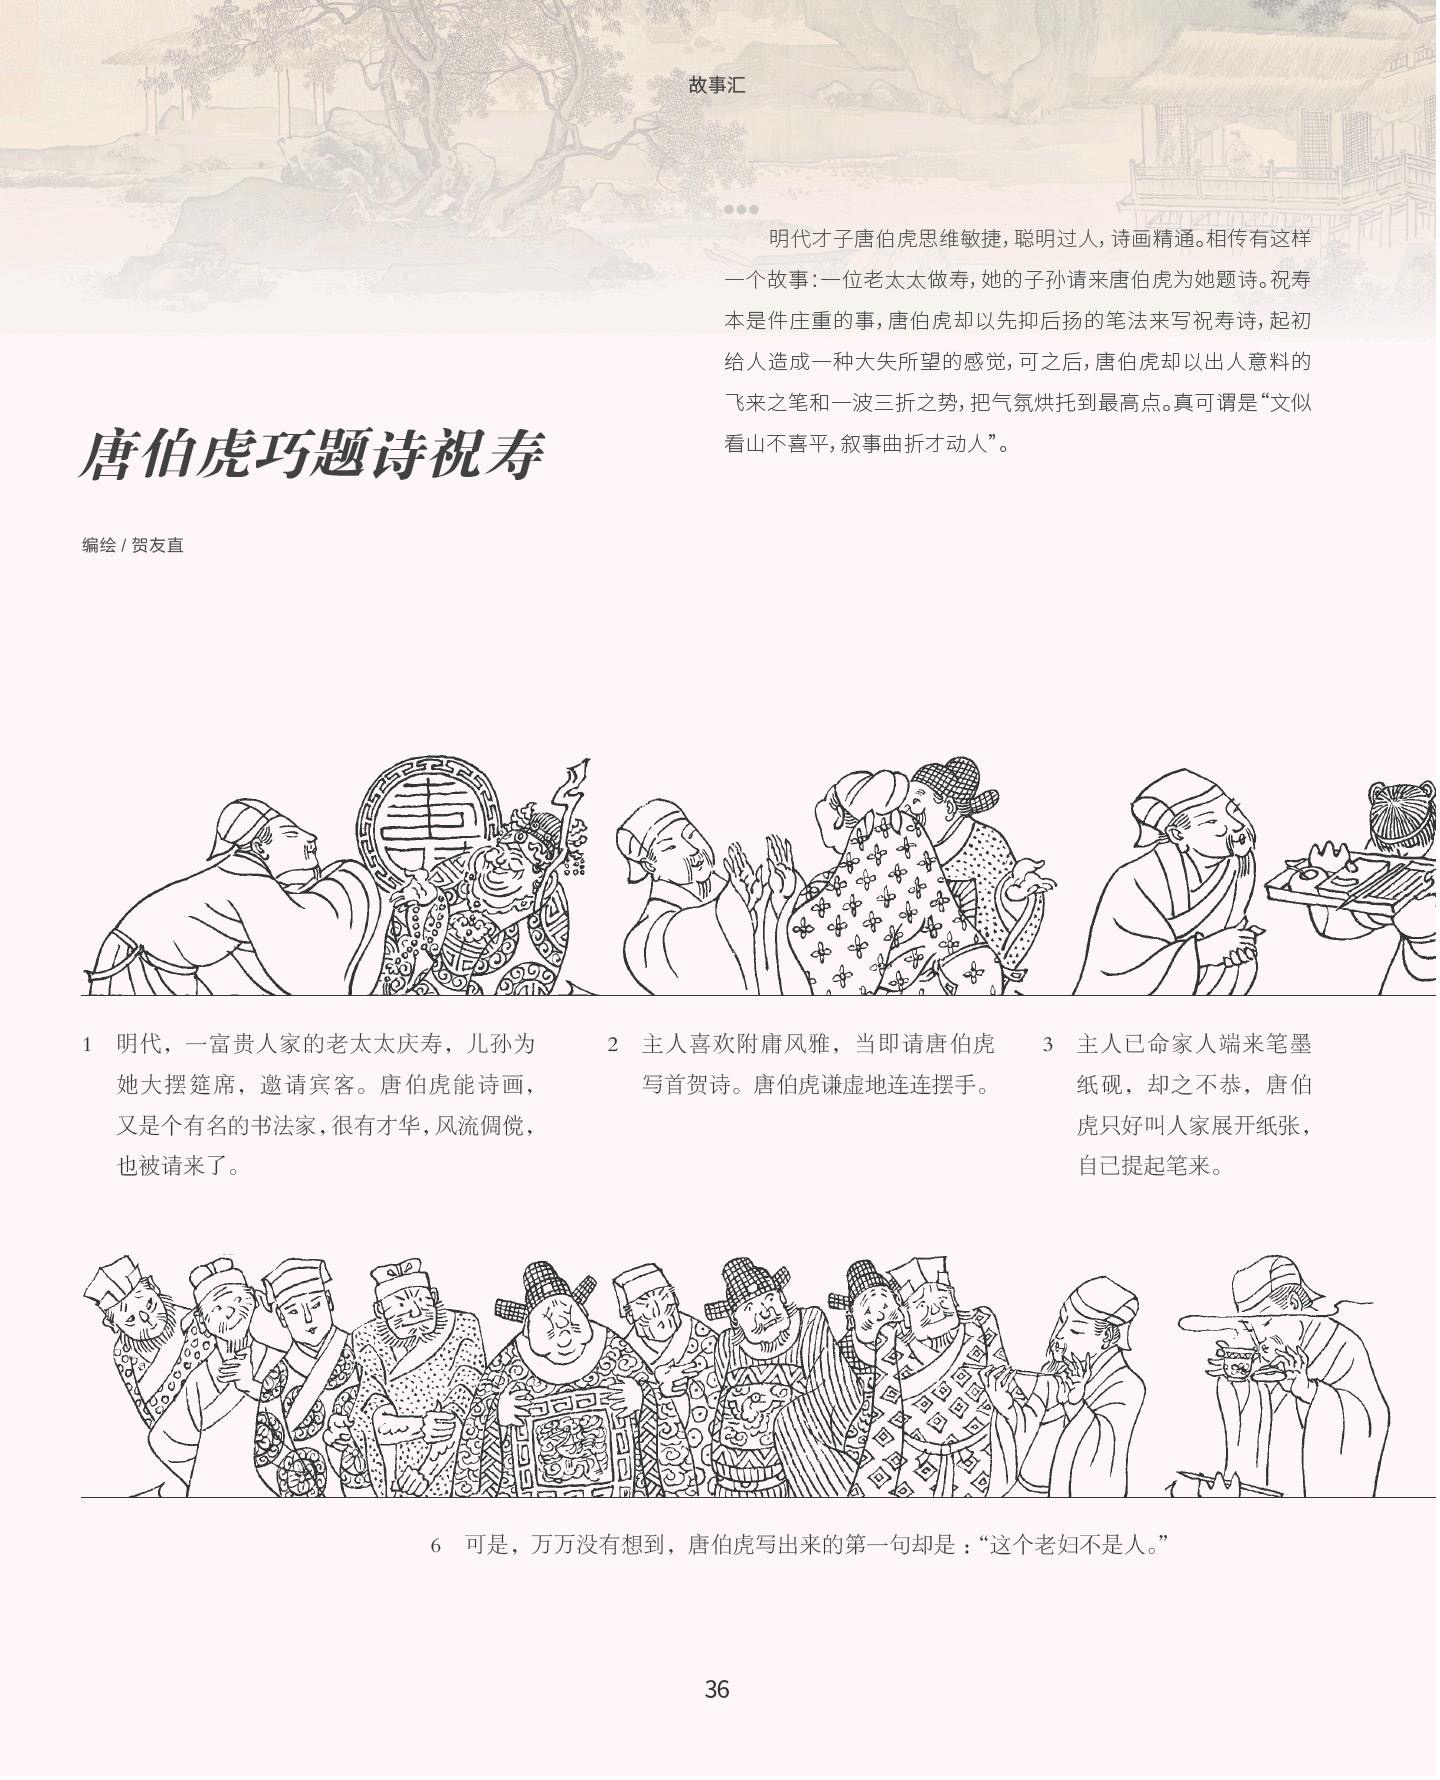 故事汇
明代才子唐伯虎思维敏捷，聪明过人，诗画精通。相传有这样
一个故事：一位老太太做寿，她的子孙请来唐伯虎为她题诗。祝寿
本是件庄重的事，唐伯虎却以先抑后扬的笔法来写祝寿诗，起初
给人造成一种大失所望的感觉，可之后，唐伯虎却以出人意料的
飞来之笔和一波三折之势，把气氛烘托到最高点。真可谓是“文似
看山不喜平，叙事曲折才动人”。
唐伯虎巧题诗祝寿
编绘 / 贺友直
1 明代，一富贵人家的老太太庆寿，儿孙为
她大摆筵席，邀请宾客。唐伯虎能诗画，
又是个有名的书法家，很有才华，风流倜傥，
也被请来了。
2 主人喜欢附庸风雅，当即请唐伯虎
写首贺诗。唐伯虎谦虚地连连摆手。
3 主人已命家人端来笔墨
纸砚，却之不恭，唐伯
虎只好叫人家展开纸张，
自己提起笔来。
6 可是，万万没有想到，唐伯虎写出来的第一句却是：“这个老妇不是人。”
36